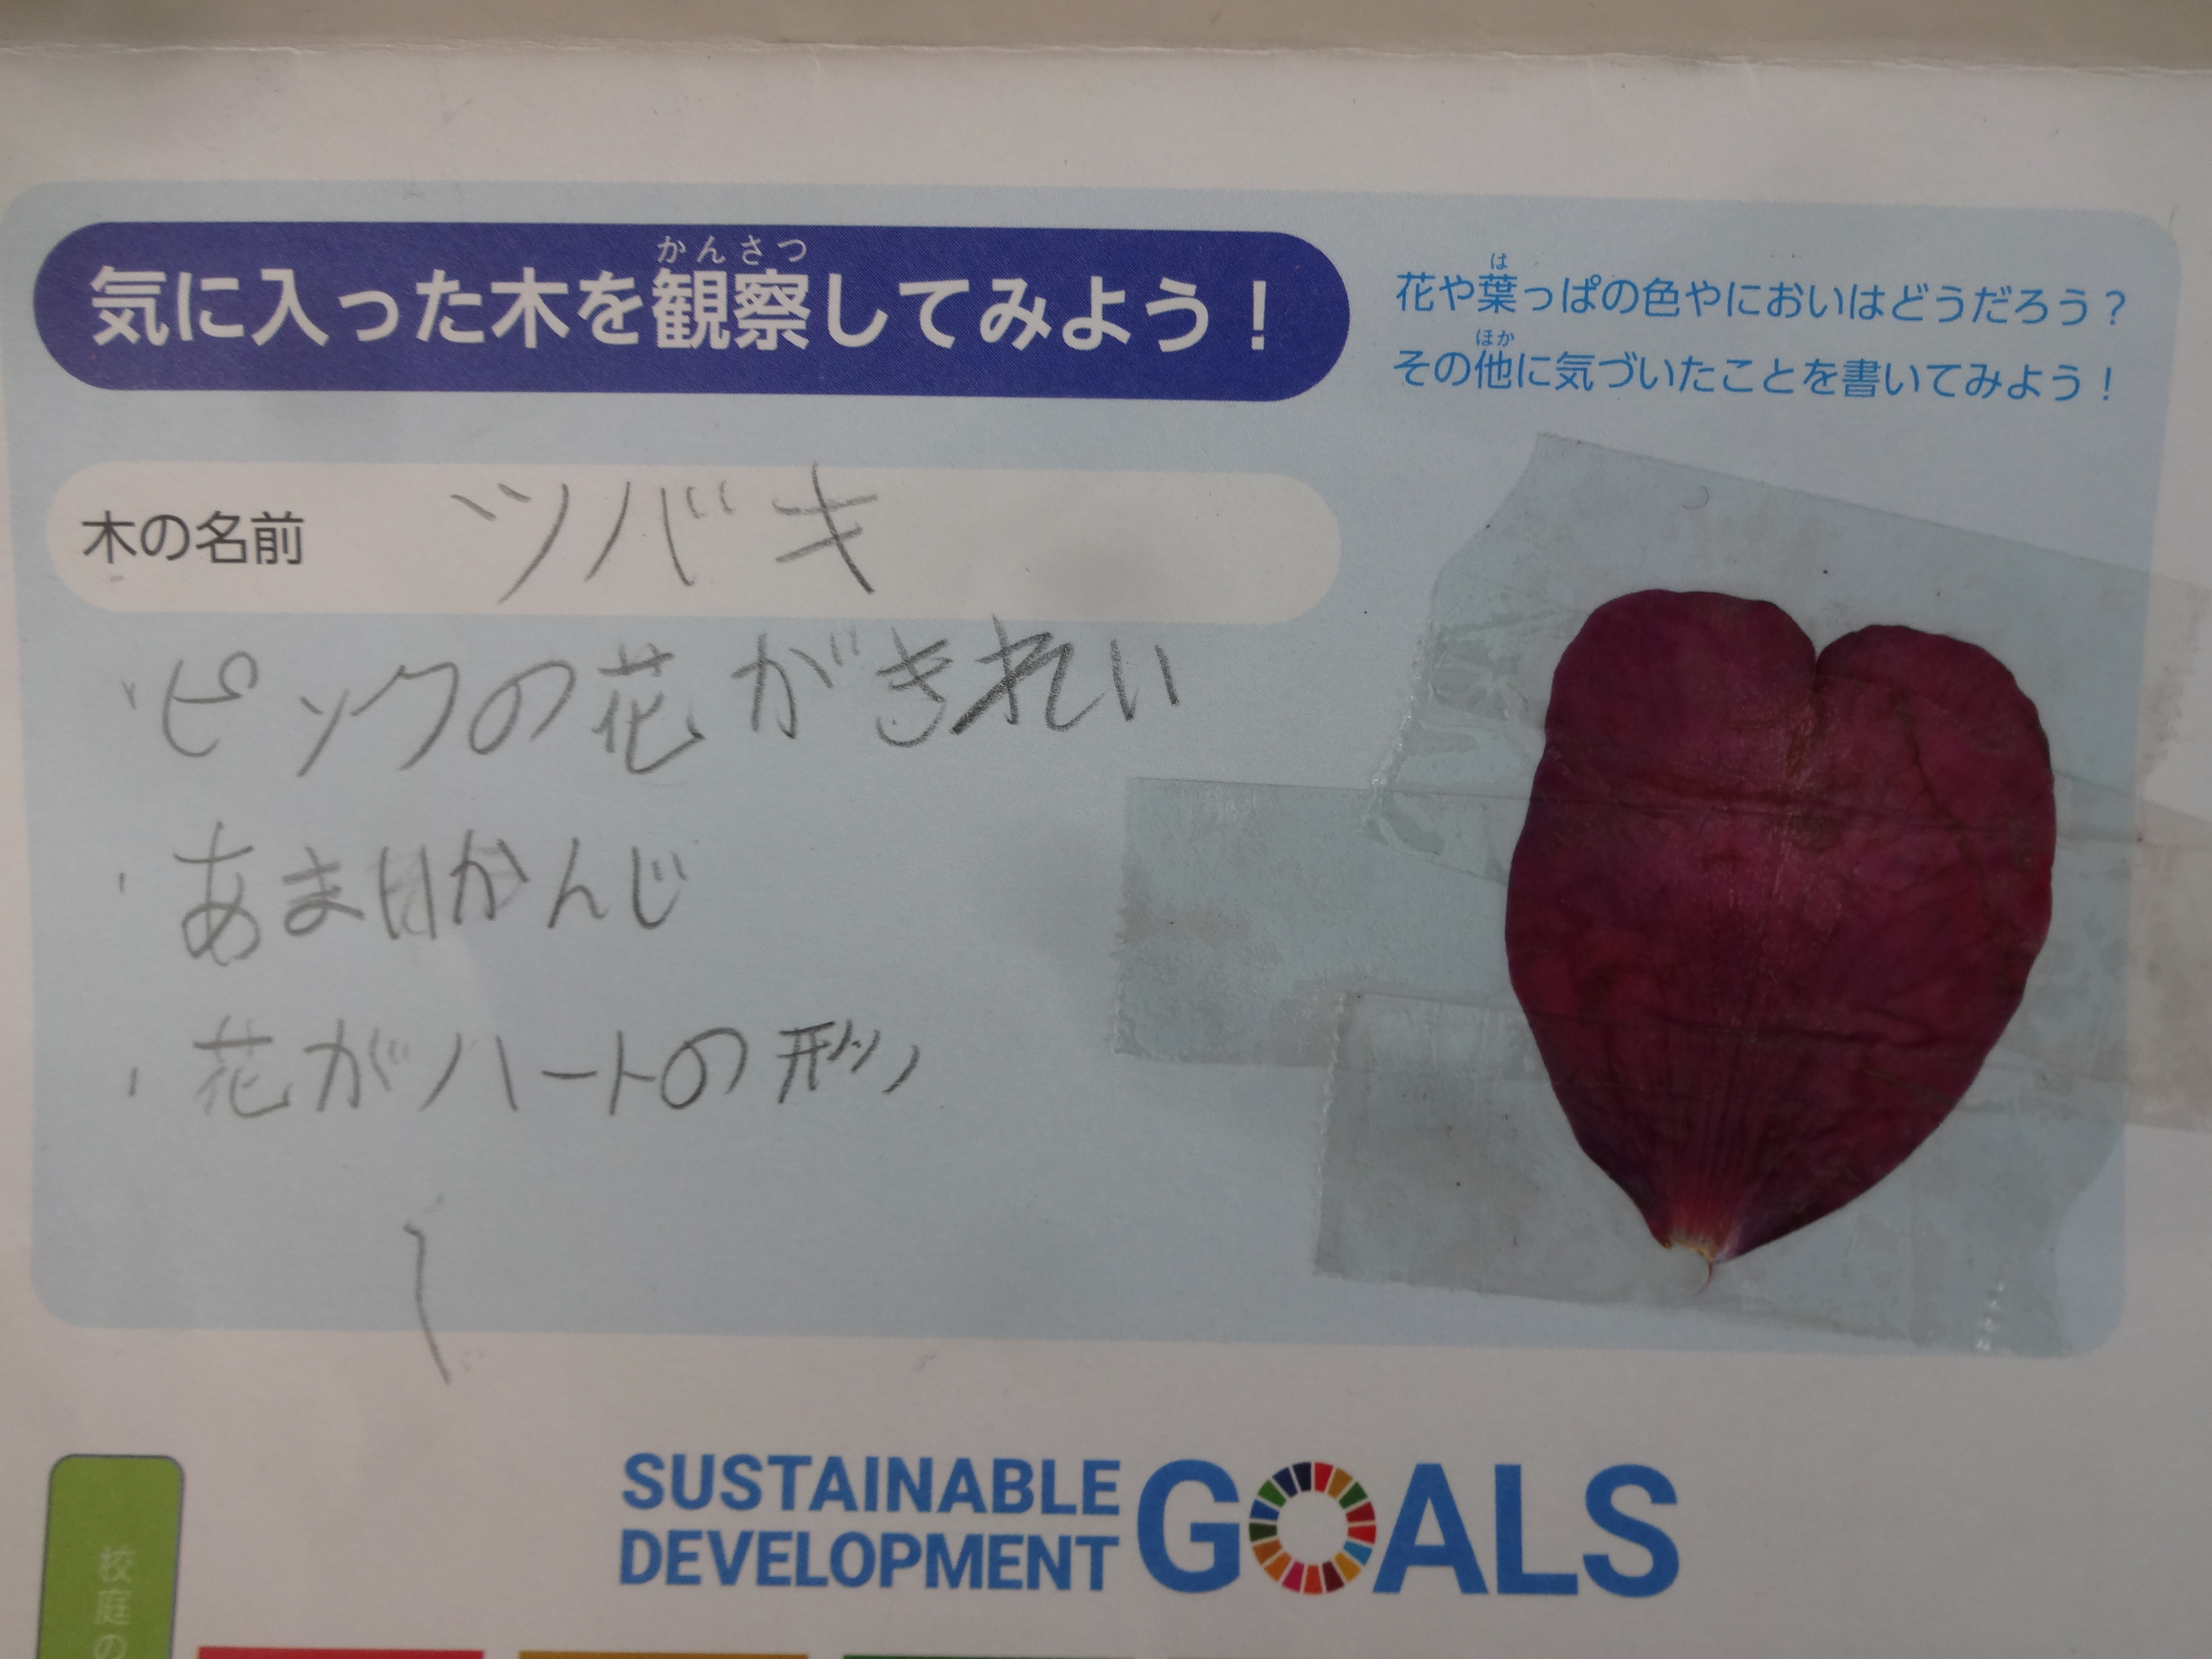 かんさつ
気に入った木を観察してみよう!
は
花や葉っぱの色やにおいはどうだろう?
ほか
その他に気づいたことを書いてみよう!
木の名前 ツバキ
・ピンクの花がきれい
・あまいかんじ
・花がハートの形
SUSTAINABLE
DEVELOPMENT
GOALS
校庭の